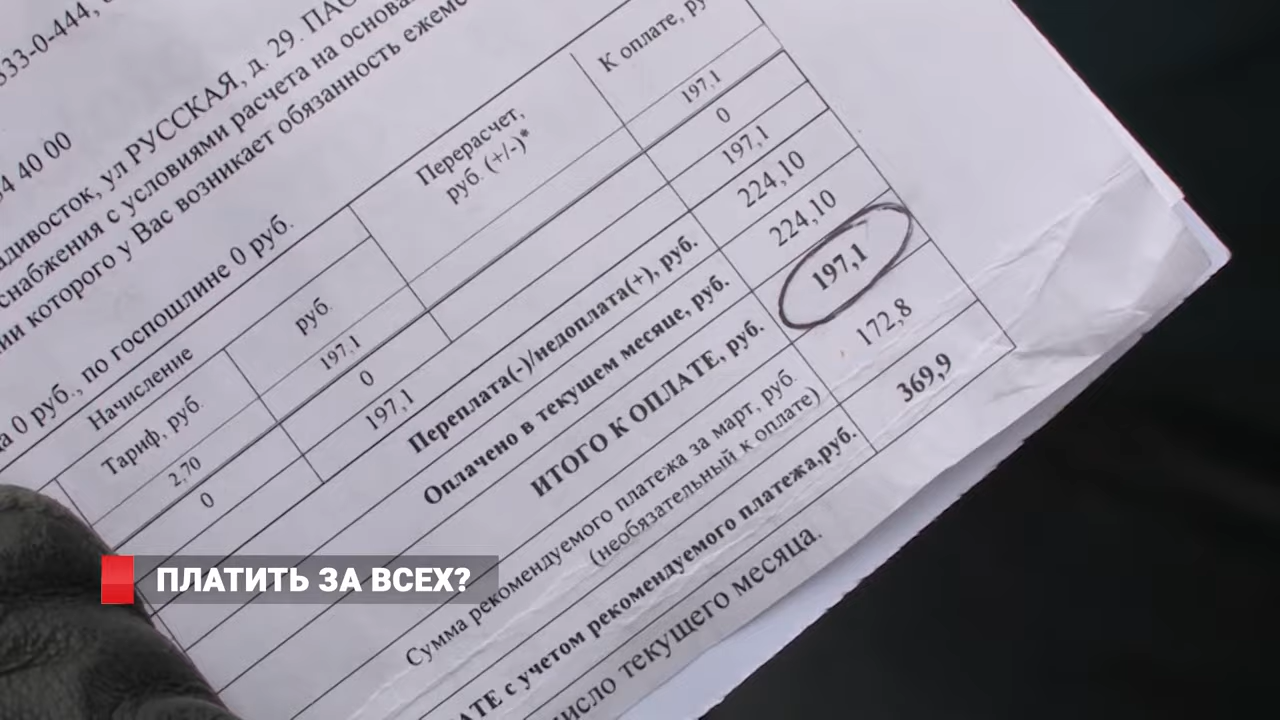 333-0-444,
4 40 00
ул РУССКАЯ, д. 29. ПАС
снабжения с условиями расчета на основа
которого у Вас возникает обязанность ежеме
0 руб., по госпошлине 0 руб.
Начисление
Перерасчет,
руб. (+/-)*
К оплате, ру
Тариф, руб.
руб.
2,70
197,1
197,1
0
0
0
197,1
197,1
Переплата(-)/недоплата(+), руб.
224,10
Оплачено в текущем месяце, руб.
224,10
ИТОГО К ОПЛАТЕ, руб.
197,1
Сумма рекомендуемого платежа за март, руб.
(необязательный к оплате)
172,8
АТЕ с учетом рекомендуемого платежа,руб.
369,9
число текущего месяца.
ПЛАТИТЬ ЗА ВСЕХ?